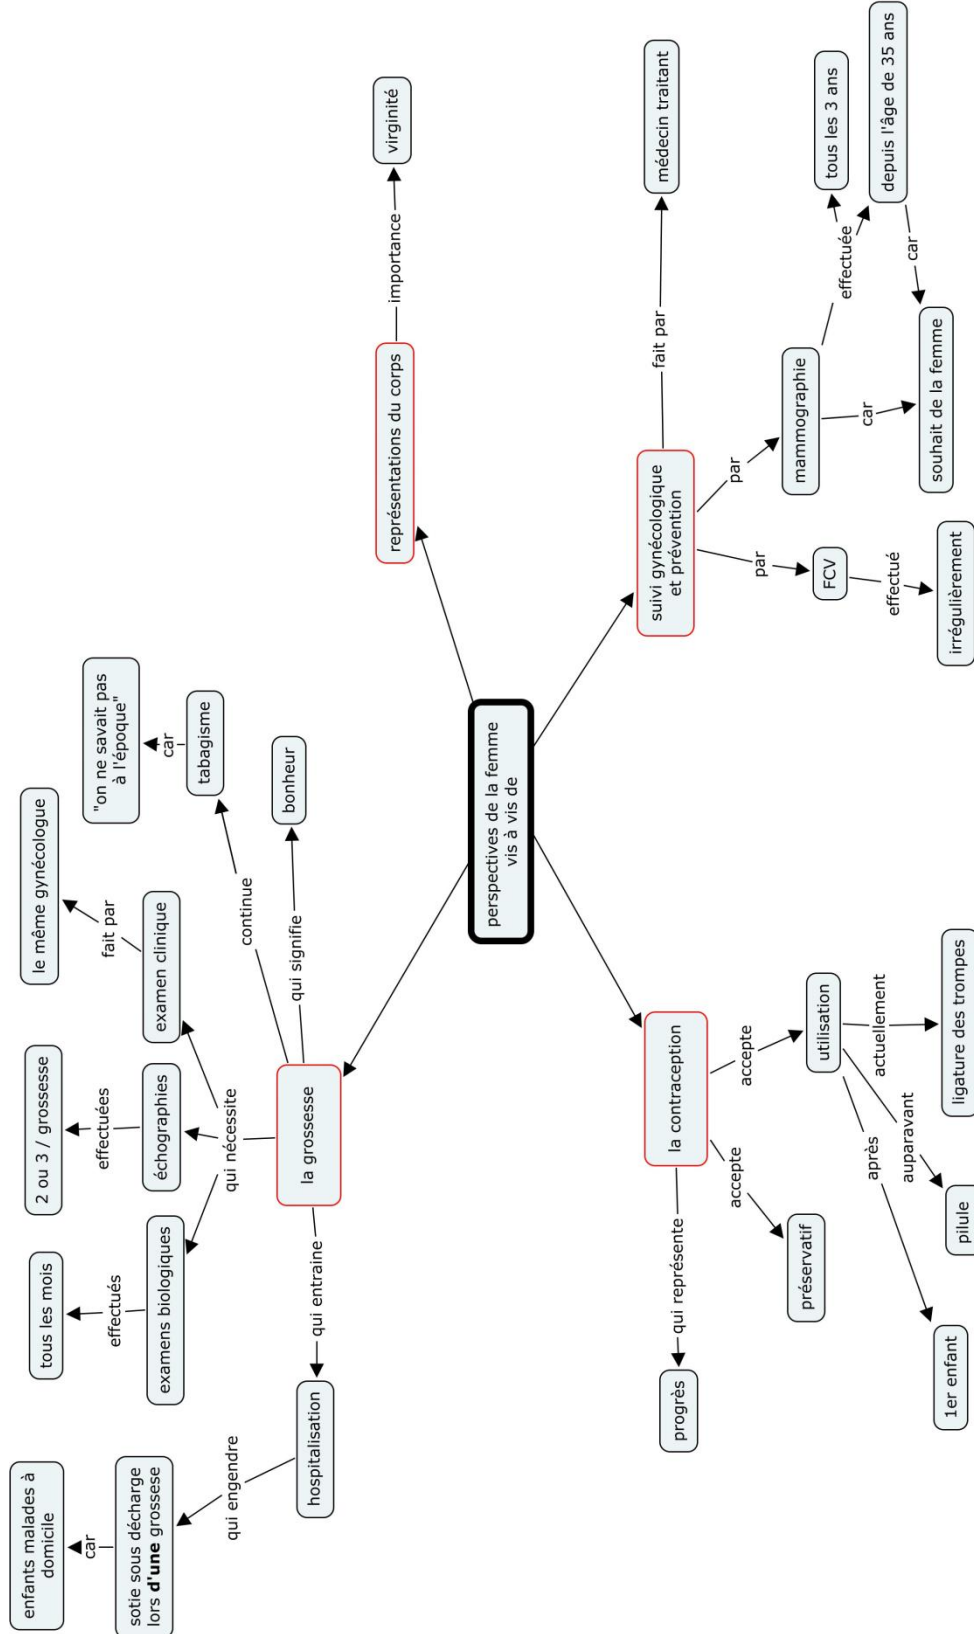 enfants malades à
domicile
car
sotie sous décharge
lors d'une grossese
qui engendre
hospitalisation
qui entraine
tous les mois
effectués
examens biologiques
2 ou 3 / grossesse
effectuées
échographies
le même gynécologue
fait par
examen clinique
qui nécessite
"on ne savait pas
à l'époque"
car
tabagisme
continue
bonheur
qui signifie
la grossesse
virginité
importance
représentations du corps
perspectives de la femme
vis à vis de
la contraception
qui représente
progrès
accepte
préservatif
accepte
utilisation
après
1er enfant
auparavant
pilule
actuellement
ligature des trompes
suivi gynécologique
et prévention
fait par
médecin traitant
par
FCV
effectué
irrégulièrement
par
mammographie
effectuée
tous les 3 ans
depuis l'âge de 35 ans
car
car
souhait de la femme